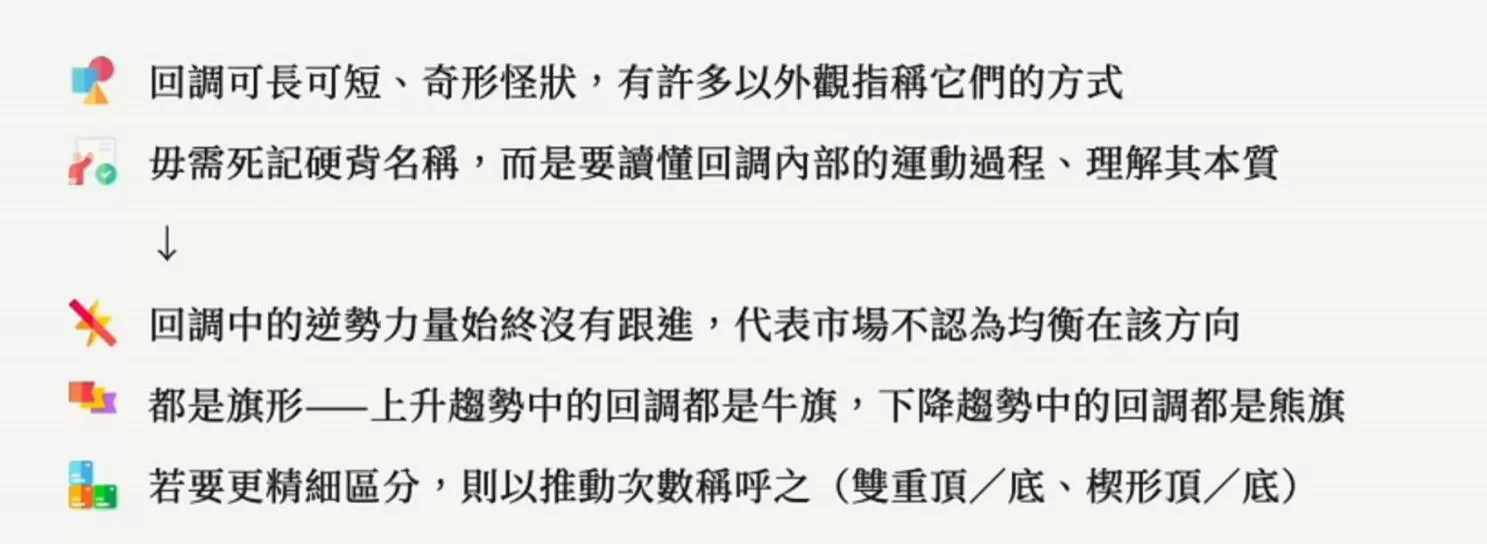 回調可長可短、奇形怪狀，有許多以外觀指稱它們的方式
毋需死記硬背名稱，而是要讀懂回調內部的運動過程、理解其本質
↓
回調中的逆勢力量始終沒有跟進，代表市場不認為均衡在該方向
都是旗形——上升趨勢中的回調都是牛旗，下降趨勢中的回調都是熊旗
若要更精細區分，則以推動次數稱呼之（雙重頂／底、楔形頂／底）